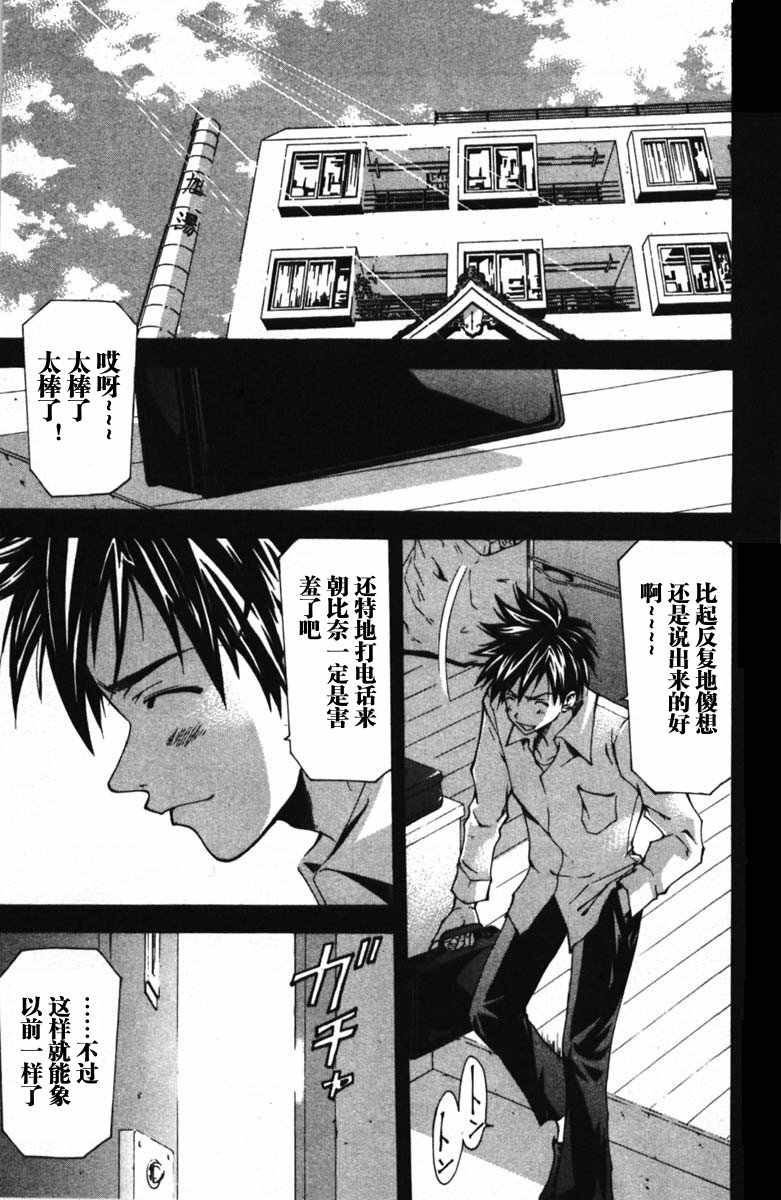 湯
哎呀~~~
太棒了
太棒了！
比起反复地傻想
还是说出来的好
啊~~~~
还特地打电话来
朝比奈一定是害
羞了吧
トン
トン
ガチャ
……不过
这样就能象
以前一样了